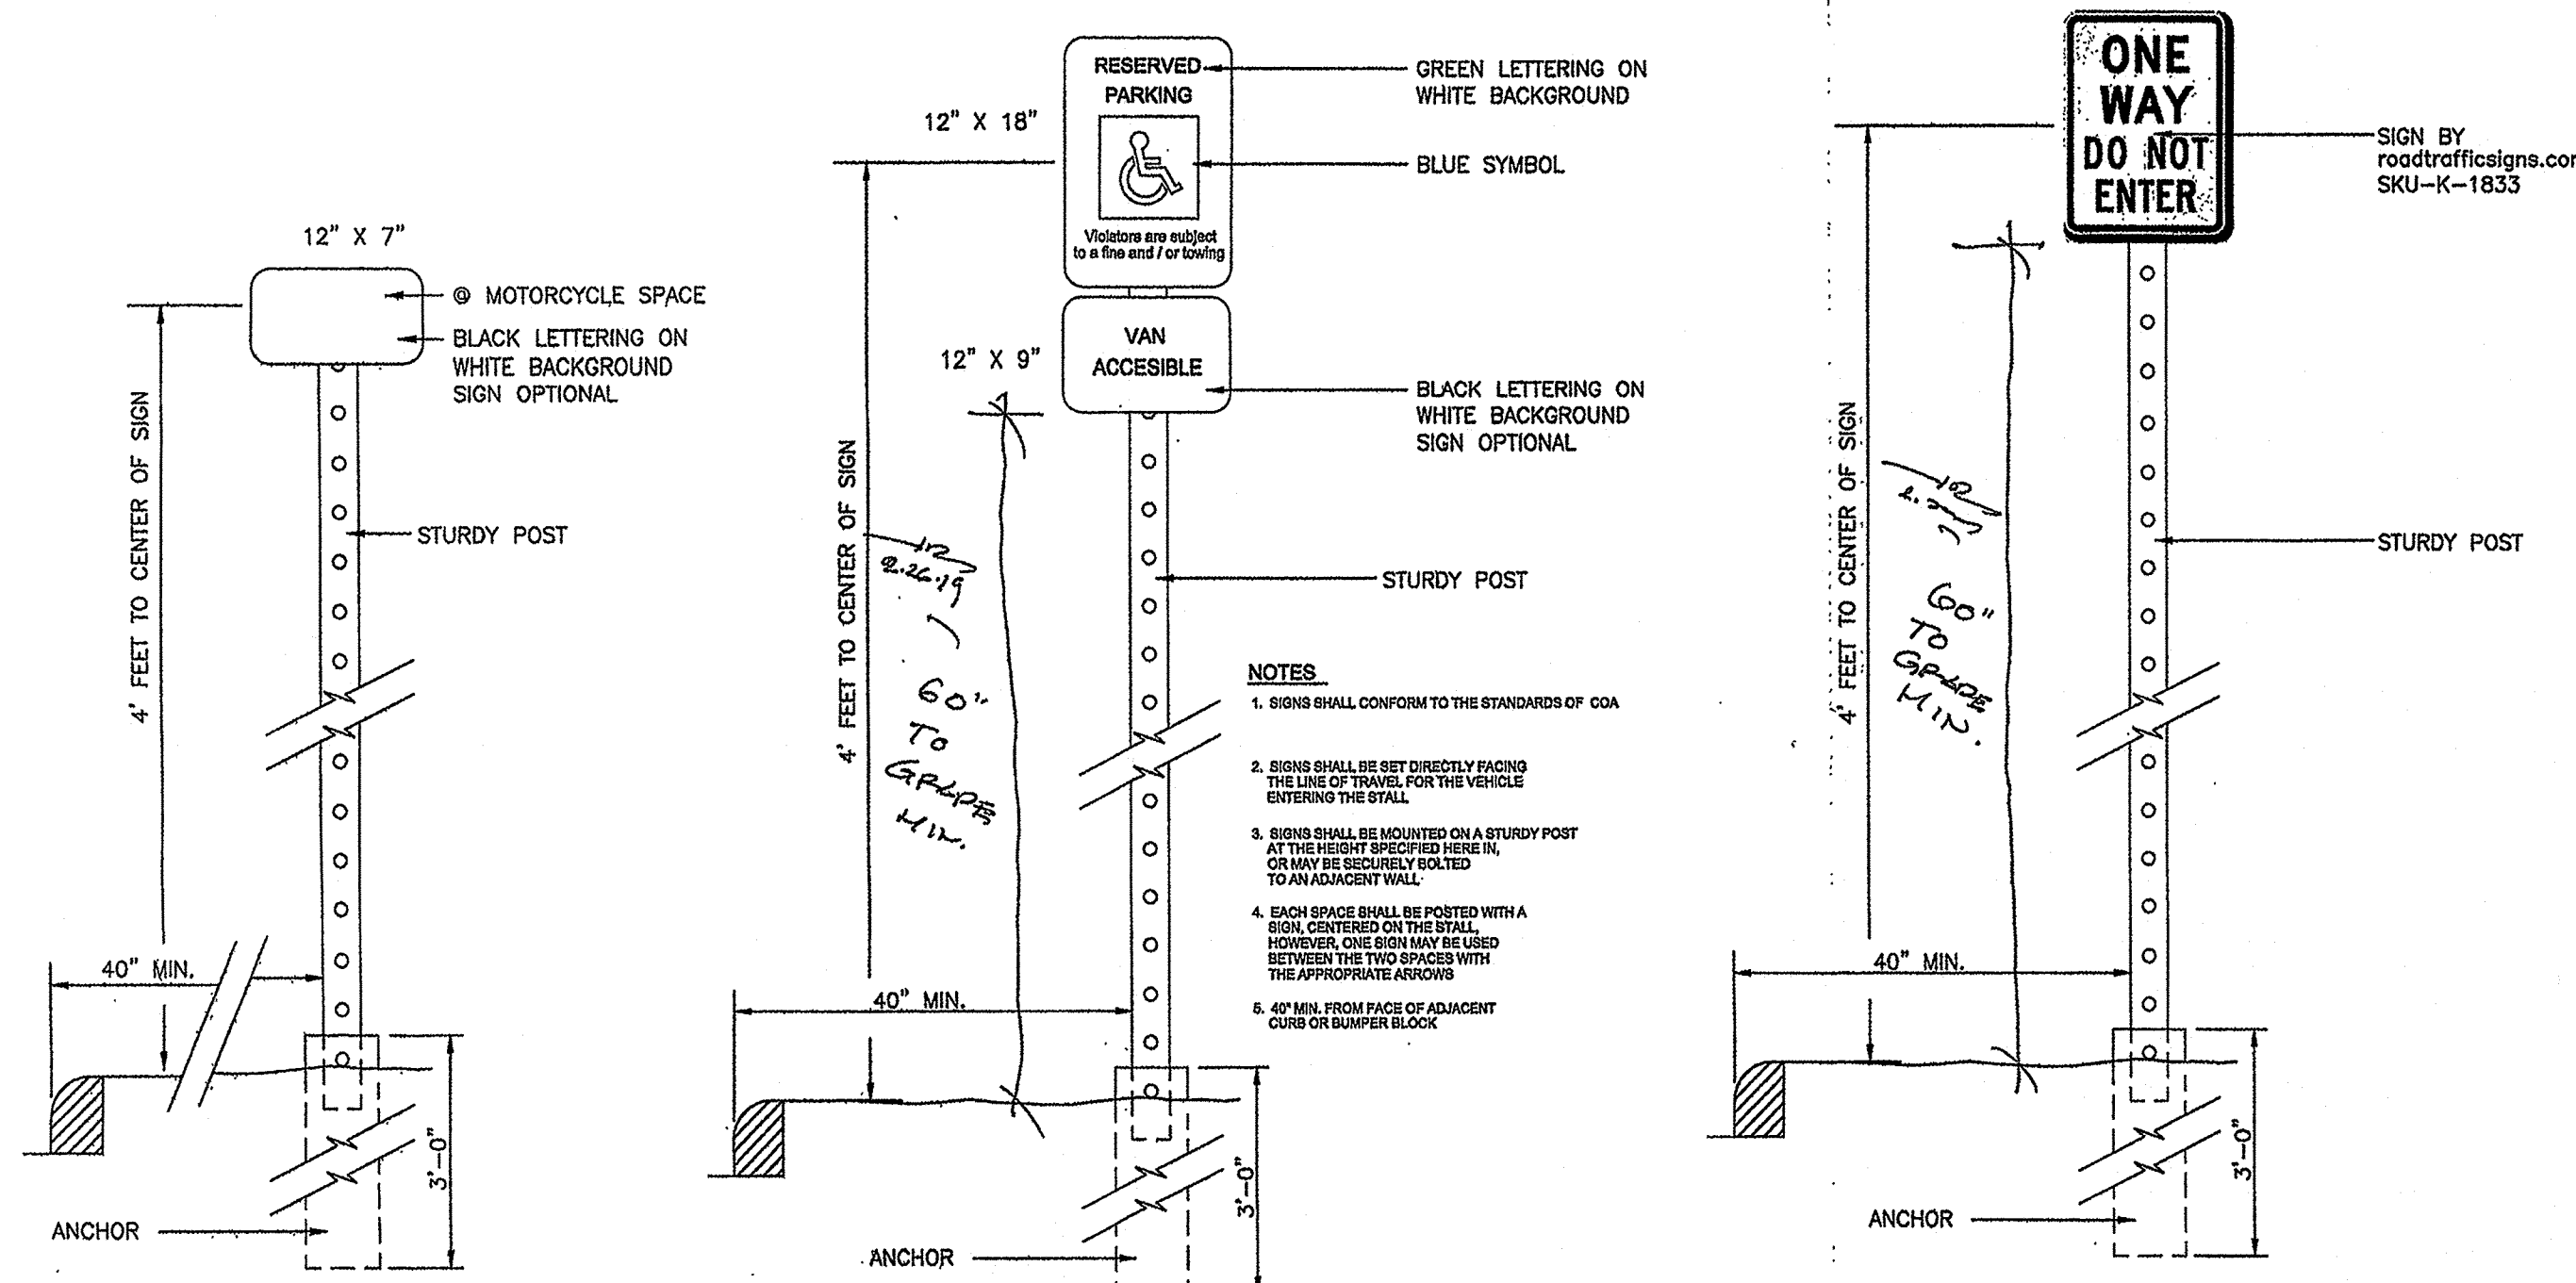 12" X 7"
@ MOTORCYCLE SPACE
BLACK LETTERING ON
WHITE BACKGROUND
SIGN OPTIONAL
4' FEET TO CENTER OF SIGN
STURDY POST
40" MIN.
3'-0"
ANCHOR
12" X 18"
RESERVED
PARKING
Violators are subject
to a fine and / or towing
GREEN LETTERING ON
WHITE BACKGROUND
BLUE SYMBOL
12" X 9"
VAN
ACCESIBLE
BLACK LETTERING ON
WHITE BACKGROUND
SIGN OPTIONAL
4' FEET TO CENTER OF SIGN
2.26.19
60"
TO
GRADE
MIN.
STURDY POST
40" MIN.
3'-0"
ANCHOR
NOTES
1. SIGNS SHALL CONFORM TO THE STANDARDS OF COA
2. SIGNS SHALL BE SET DIRECTLY FACING
THE LINE OF TRAVEL FOR THE VEHICLE
ENTERING THE STALL
3. SIGNS SHALL BE MOUNTED ON A STURDY POST
AT THE HEIGHT SPECIFIED HERE IN,
OR MAY BE SECURELY BOLTED
TO AN ADJACENT WALL
4. EACH SPACE SHALL BE POSTED WITH A
SIGN, CENTERED ON THE STALL,
HOWEVER, ONE SIGN MAY BE USED
BETWEEN THE TWO SPACES WITH
THE APPROPRIATE ARROWS
5. 40" MIN. FROM FACE OF ADJACENT
CURB OR BUMPER BLOCK
ONE
WAY
DO NOT
ENTER
SIGN BY
roadtrafficsigns.com
SKU-K-1833
4' FEET TO CENTER OF SIGN
60"
TO
GRADE
MIN.
STURDY POST
40" MIN.
3'-0"
ANCHOR